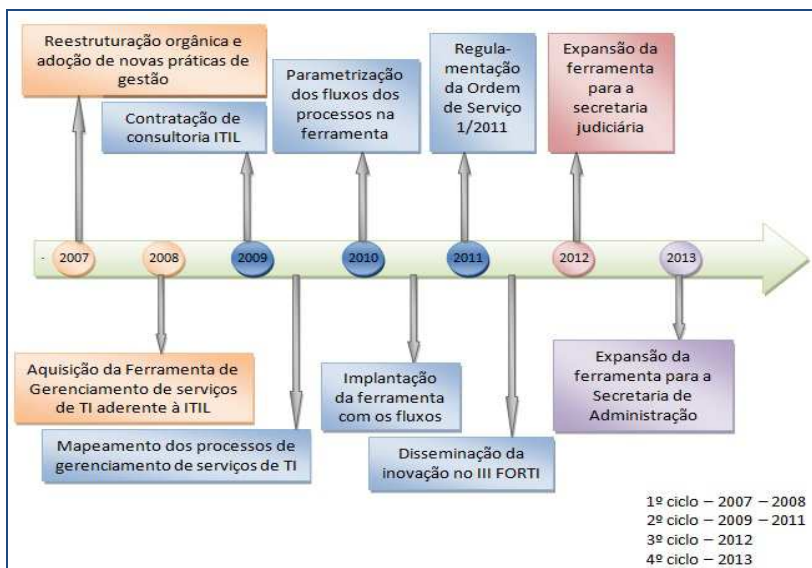 Reestruturação orgânica e
adoção de novas práticas de
gestão
Contratação de
consultoria ITIL
Parametrização
dos fluxos dos
processos na
ferramenta
Regula-
mentação
da Ordem
de Serviço
1/2011
Expansão da
ferramenta
para a
secretaria
judiciária
- 2007 2008 2009 2010 2011 2012 2013
Aquisição da Ferramenta de
Gerenciamento de serviços
de TI aderente à ITIL
Mapeamento dos processos de
gerenciamento de serviços de TI
Implantação
da ferramenta
com os fluxos
Disseminação da
inovação no III FORTI
Expansão da
ferramenta para a
Secretaria de
Administração
1º ciclo – 2007 - 2008
2º ciclo – 2009 – 2011
3º ciclo – 2012
4º ciclo – 2013